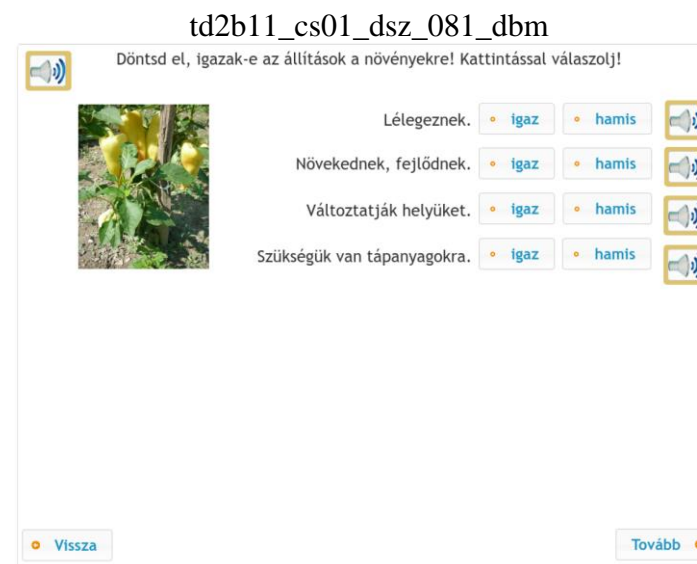 td2b11_cs01_dsz_081_dbm
Döntsd el, igazak-e az állítások a növényekre! Kattintással válaszolj!
Lélegeznek. igaz hamis
Növekednek, fejlődnek. igaz hamis
Változtatják helyüket. igaz hamis
Szükségük van tápanyagokra. igaz hamis
Vissza Tovább